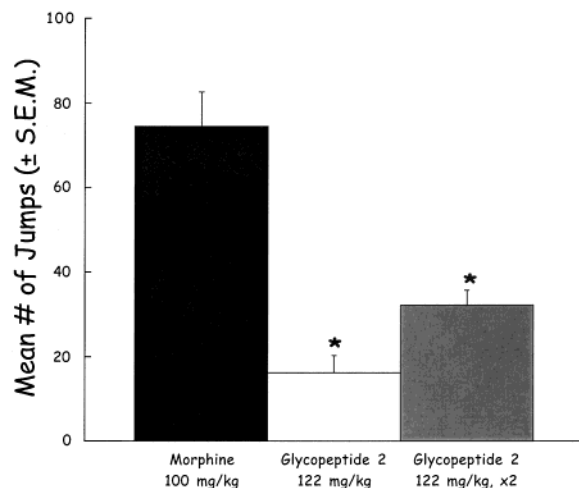 Mean # of Jumps (± S.E.M.)
100
80
60
40
20
0
*
*
Morphine
100 mg/kg
Glycopeptide 2
122 mg/kg
Glycopeptide 2
122 mg/kg, x2